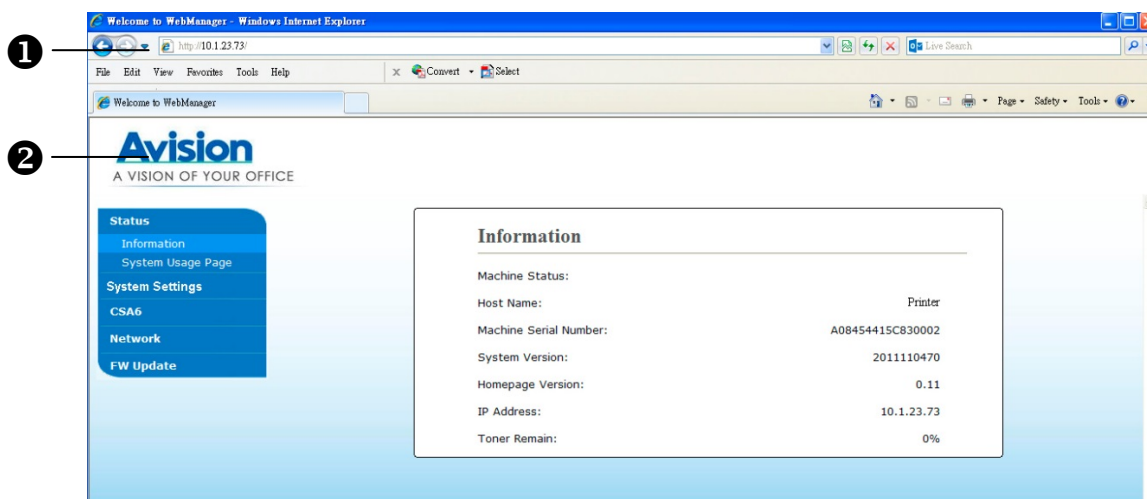 Welcome to WebManager - Windows Internet Explorer
1
http://10.1.23.73/
Live Search
File Edit View Favorites Tools Help
x Convert Select
Welcome to WebManager
Page Safety Tools
2
Avision
A VISION OF YOUR OFFICE
Status
Information
System Usage Page
System Settings
CSA6
Network
FW Update
Information
Machine Status:
Host Name: Printer
Machine Serial Number: A08454415C830002
System Version: 2011110470
Homepage Version: 0.11
IP Address: 10.1.23.73
Toner Remain: 0%